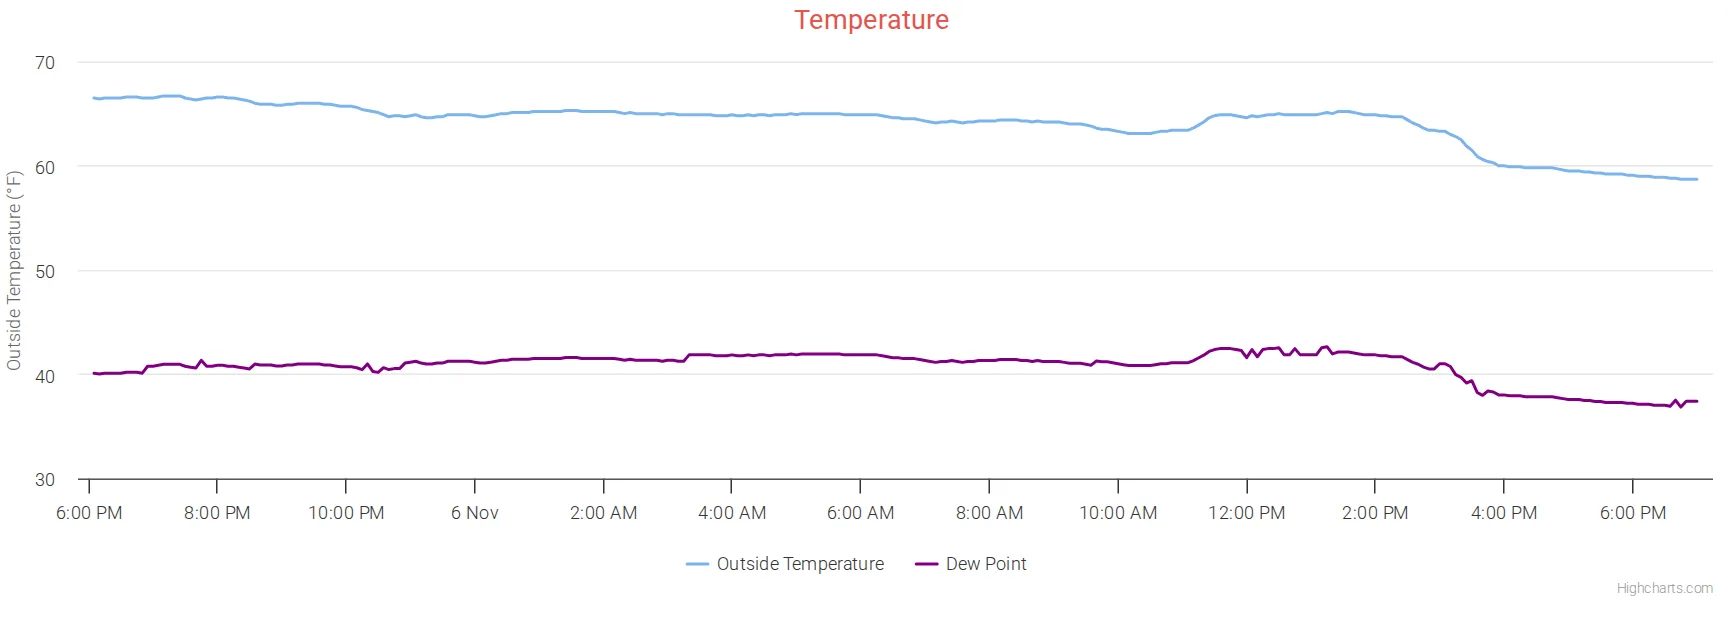 Temperature
Outside Temperature (°F)
70
60
50
40
30
6:00 PM 8:00 PM 10:00 PM 6 Nov 2:00 AM 4:00 AM 6:00 AM 8:00 AM 10:00 AM 12:00 PM 2:00 PM 4:00 PM 6:00 PM
Outside Temperature Dew Point
Highcharts.com